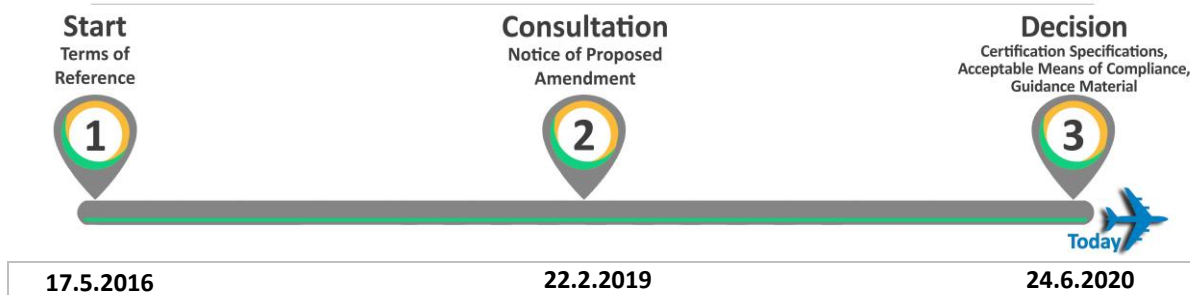 Start
Terms of
Reference
1
Consultation
Notice of Proposed
Amendment
2
Decision
Certification Specifications,
Acceptable Means of Compliance,
Guidance Material
3
Today
17.5.2016
22.2.2019
24.6.2020